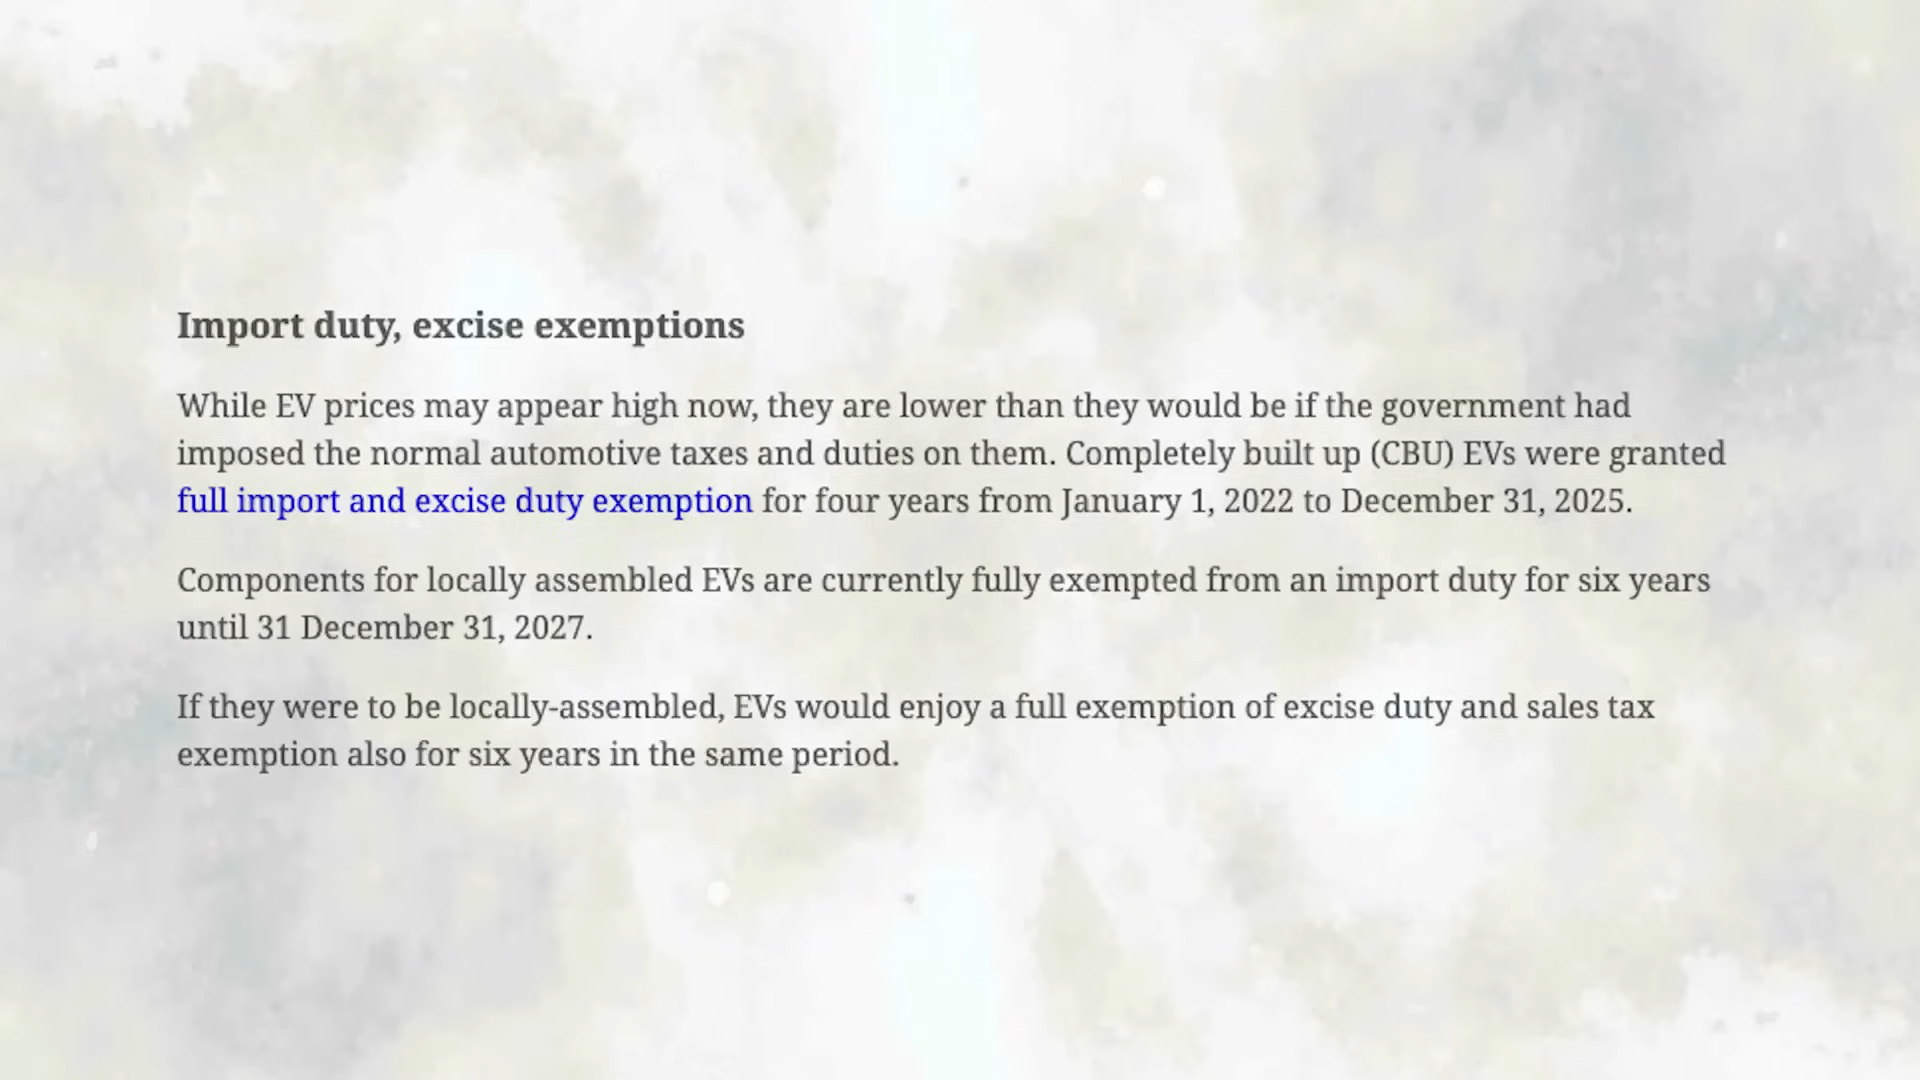 Import duty, excise exemptions
While EV prices may appear high now, they are lower than they would be if the government had
imposed the normal automotive taxes and duties on them. Completely built up (CBU) EVs were granted
full import and excise duty exemption for four years from January 1, 2022 to December 31, 2025.
Components for locally assembled EVs are currently fully exempted from an import duty for six years
until 31 December 31, 2027.
If they were to be locally-assembled, EVs would enjoy a full exemption of excise duty and sales tax
exemption also for six years in the same period.